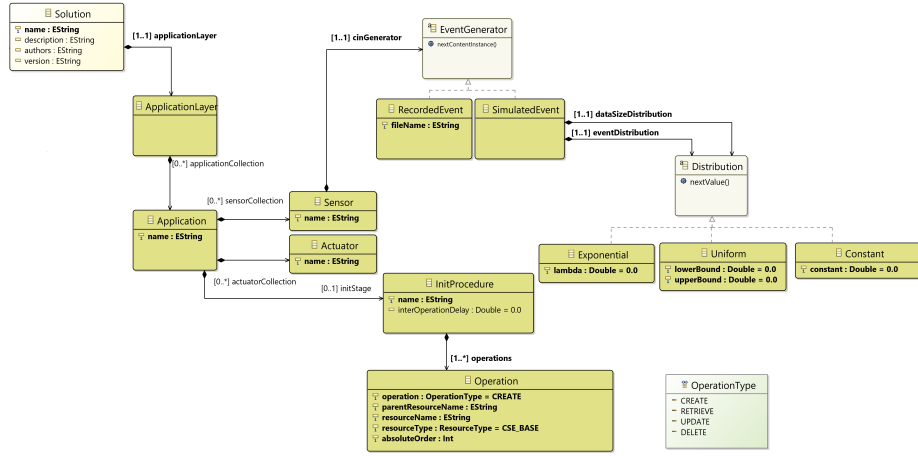 Solution
name : EString
description : EString
authors : EString
version : EString
[1..1] applicationLayer
ApplicationLayer
[0..*] applicationCollection
Application
name : EString
[0..*] sensorCollection
Sensor
name : EString
Actuator
name : EString
[0..*] actuatorCollection
[0..1] initStage
[1..1] cinGenerator
EventGenerator
nextContentInstance()
RecordedEvent
fileName : EString
SimulatedEvent
[1..1] dataSizeDistribution
[1..1] eventDistribution
Distribution
nextValue()
Exponential
lambda : Double = 0.0
Uniform
lowerBound : Double = 0.0
upperBound : Double = 0.0
Constant
constant : Double = 0.0
InitProcedure
name : EString
interOperationDelay : Double = 0.0
[1..*] operations
Operation
operation : OperationType = CREATE
parentResourceName : EString
resourceName : EString
resourceType : ResourceType = CSE_BASE
absoluteOrder : Int
OperationType
CREATE
RETRIEVE
UPDATE
DELETE